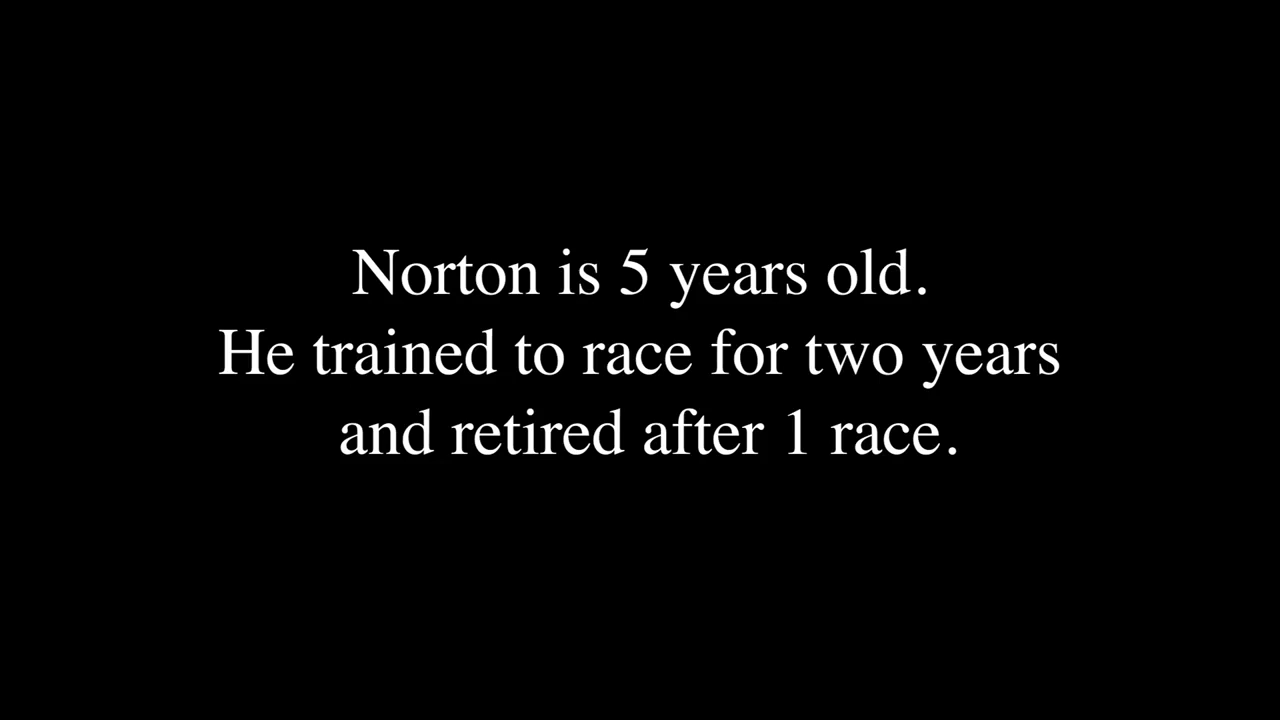 Norton is 5 years old.
He trained to race for two years
and retired after 1 race.